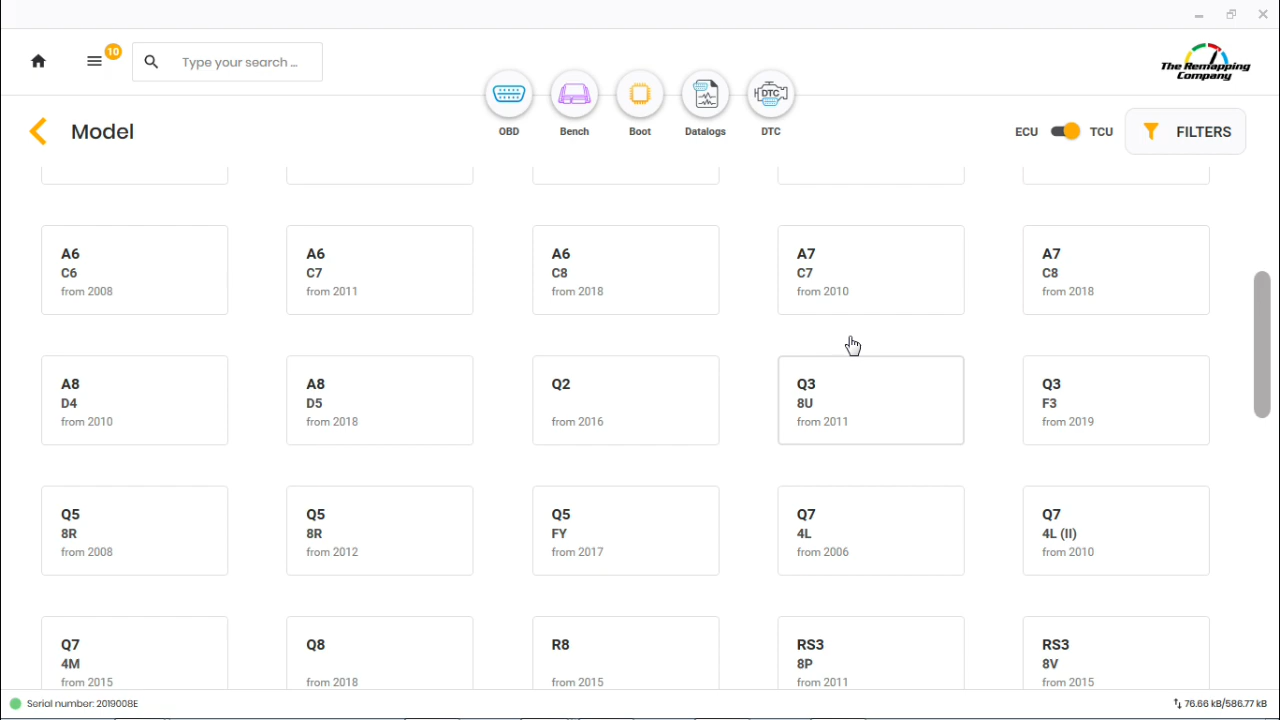 10
Type your search ...
The Remapping
Company
OBD
Bench
Boot
Datalogs
DTC
DTC
Model
ECU
TCU
FILTERS
A6
C6
from 2008
A6
C7
from 2011
A6
C8
from 2018
A7
C7
from 2010
A7
C8
from 2018
A8
D4
from 2010
A8
D5
from 2018
Q2
from 2016
Q3
8U
from 2011
Q3
F3
from 2019
Q5
8R
from 2008
Q5
8R
from 2012
Q5
FY
from 2017
Q7
4L
from 2006
Q7
4L (II)
from 2010
Q7
4M
from 2015
Q8
from 2018
R8
from 2015
RS3
8P
from 2011
RS3
8V
from 2015
Serial number: 2019008E
76.66 kB/586.77 kB